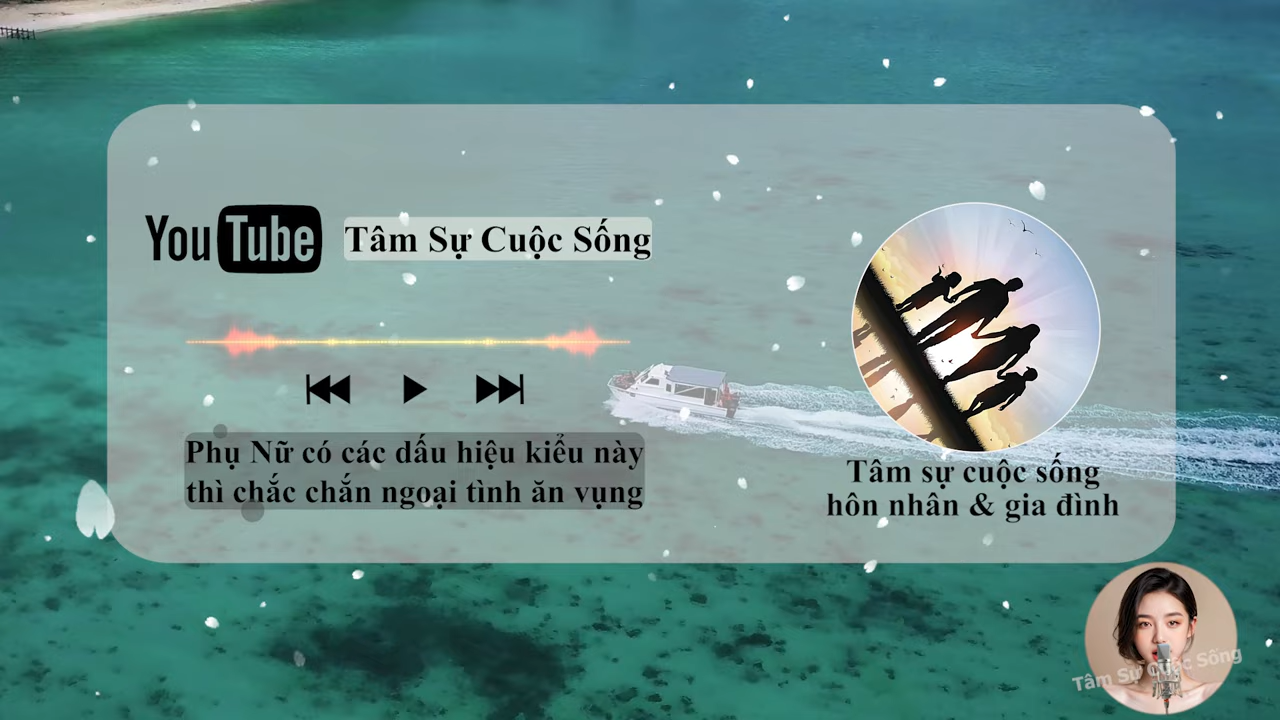 YouTube Tâm Sự Cuộc Sống
Phụ Nữ có các dấu hiệu kiểu này
thì chắc chắn ngoại tình ăn vụng
Tâm sự cuộc sống
hôn nhân & gia đình
Tâm Sự Cuộc Sống